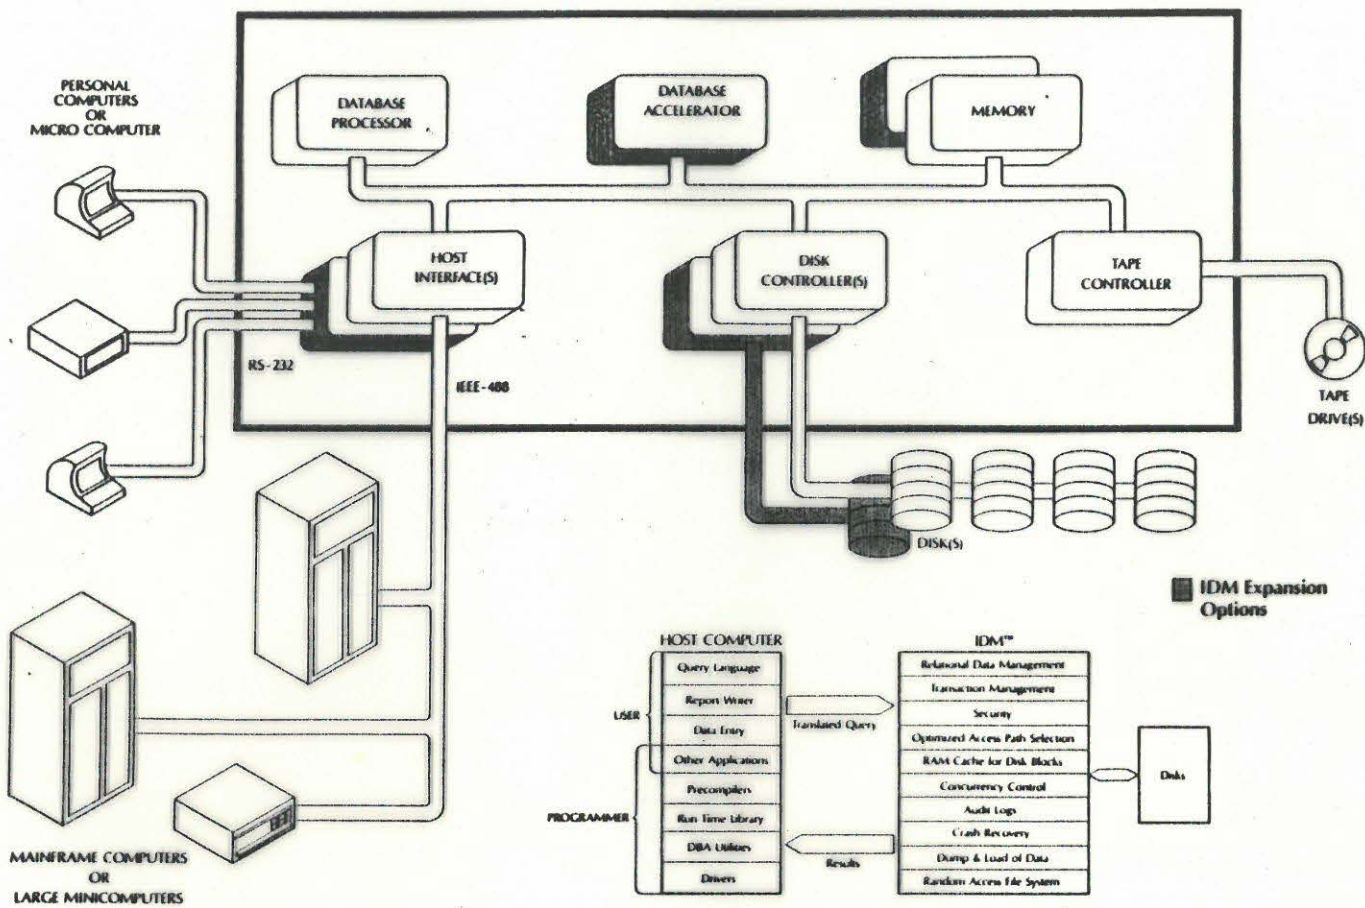 PERSONAL
COMPUTERS
OR
MICRO COMPUTER
DATABASE
PROCESSOR
DATABASE
ACCELERATOR
MEMORY
HOST
INTERFACE(S)
DISK
CONTROLLER(S)
TAPE
CONTROLLER
RS-232
IEEE-488
TAPE
DRIVE(S)
DISK(S)
IDM Expansion
Options
MAINFRAME COMPUTERS
OR
LARGE MINICOMPUTERS
HOST COMPUTER
USER
PROGRAMMER
Query Language
Report Writer
Data Entry
Other Applications
Precompilers
Run Time Library
DBA Utilities
Drivers
Translated Query
Results
IDM™
Relational Data Management
Transaction Management
Security
Optimized Access Path Selection
RAM Cache for Disk Blocks
Concurrency Control
Audit Logs
Crash Recovery
Dump & Load of Data
Random Access File System
Disks